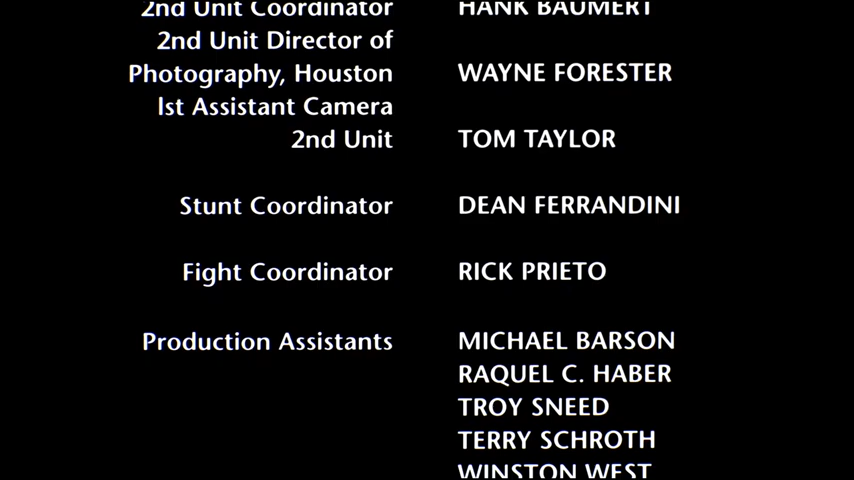 2nd Unit Coordinator HANK BAUMERT
2nd Unit Director of
Photography, Houston WAYNE FORESTER
lst Assistant Camera
2nd Unit TOM TAYLOR
Stunt Coordinator DEAN FERRANDINI
Fight Coordinator RICK PRIETO
Production Assistants MICHAEL BARSON
RAQUEL C. HABER
TROY SNEED
TERRY SCHROTH
WINSTON WEST